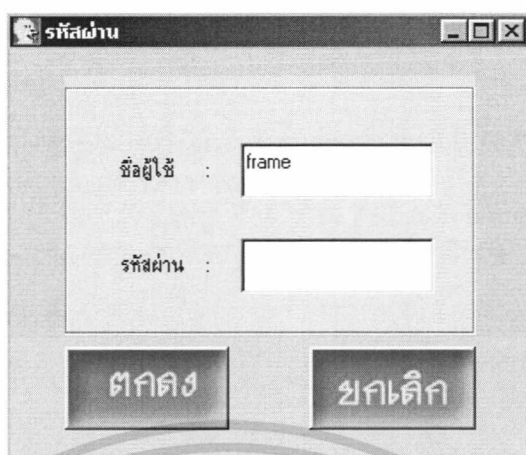 รหัสผ่าน
ชื่อผู้ใช้ : frame
รหัสผ่าน :
ตกลง ยกเลิก